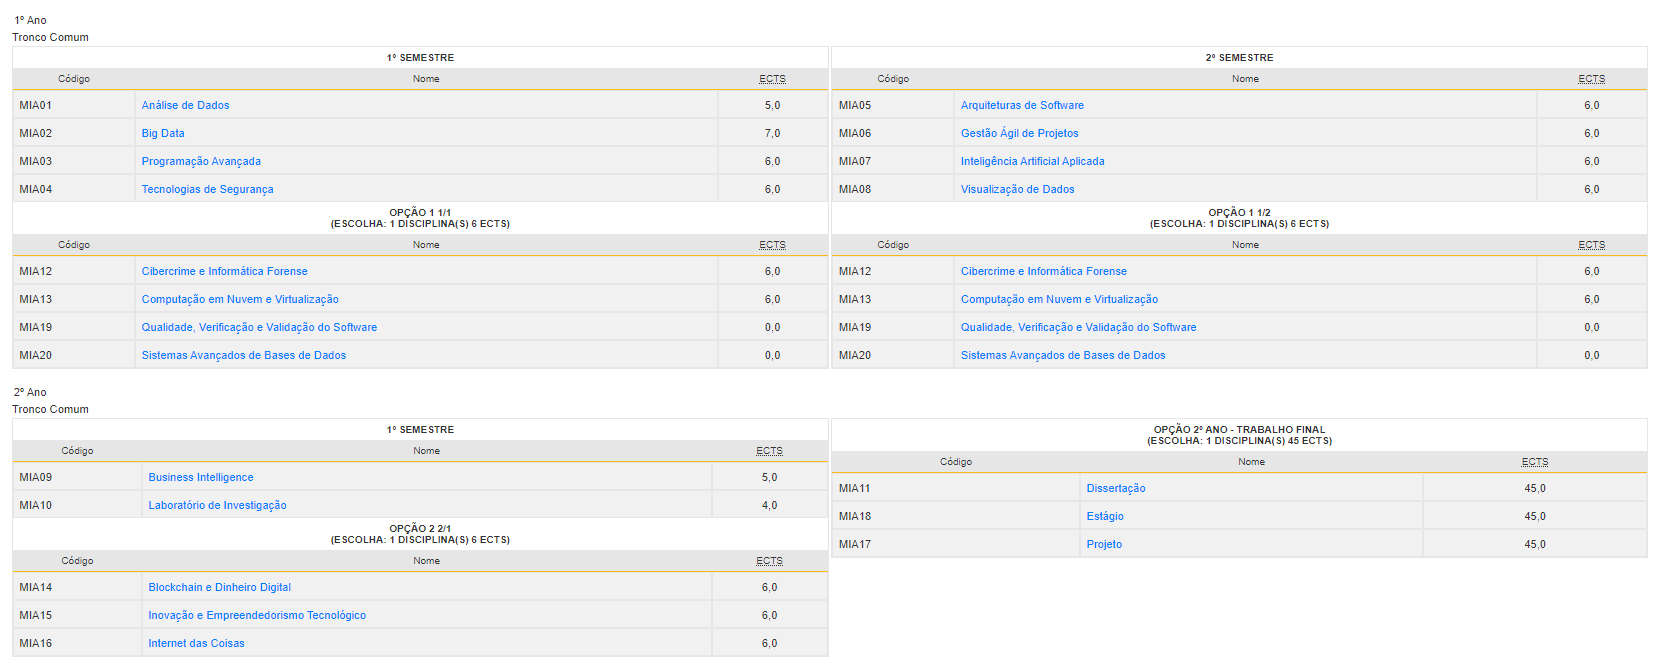 1º Ano
Tronco Comum
1º SEMESTRE
Código Nome ECTS
MIA01 Análise de Dados 5,0
MIA02 Big Data 7,0
MIA03 Programação Avançada 6,0
MIA04 Tecnologias de Segurança 6,0
OPÇÃO 1 1/1
(ESCOLHA: 1 DISCIPLINA(S) 6 ECTS)
Código Nome ECTS
MIA12 Cibercrime e Informática Forense 6,0
MIA13 Computação em Nuvem e Virtualização 6,0
MIA19 Qualidade, Verificação e Validação do Software 0,0
MIA20 Sistemas Avançados de Bases de Dados 0,0
2º SEMESTRE
Código Nome ECTS
MIA05 Arquiteturas de Software 6,0
MIA06 Gestão Ágil de Projetos 6,0
MIA07 Inteligência Artificial Aplicada 6,0
MIA08 Visualização de Dados 6,0
OPÇÃO 1 1/2
(ESCOLHA: 1 DISCIPLINA(S) 6 ECTS)
Código Nome ECTS
MIA12 Cibercrime e Informática Forense 6,0
MIA13 Computação em Nuvem e Virtualização 6,0
MIA19 Qualidade, Verificação e Validação do Software 0,0
MIA20 Sistemas Avançados de Bases de Dados 0,0
2º Ano
Tronco Comum
1º SEMESTRE
Código Nome ECTS
MIA09 Business Intelligence 5,0
MIA10 Laboratório de Investigação 4,0
OPÇÃO 2 2/1
(ESCOLHA: 1 DISCIPLINA(S) 6 ECTS)
Código Nome ECTS
MIA14 Blockchain e Dinheiro Digital 6,0
MIA15 Inovação e Empreendedorismo Tecnológico 6,0
MIA16 Internet das Coisas 6,0
OPÇÃO 2º ANO - TRABALHO FINAL
(ESCOLHA: 1 DISCIPLINA(S) 45 ECTS)
Código Nome ECTS
MIA11 Dissertação 45,0
MIA18 Estágio 45,0
MIA17 Projeto 45,0